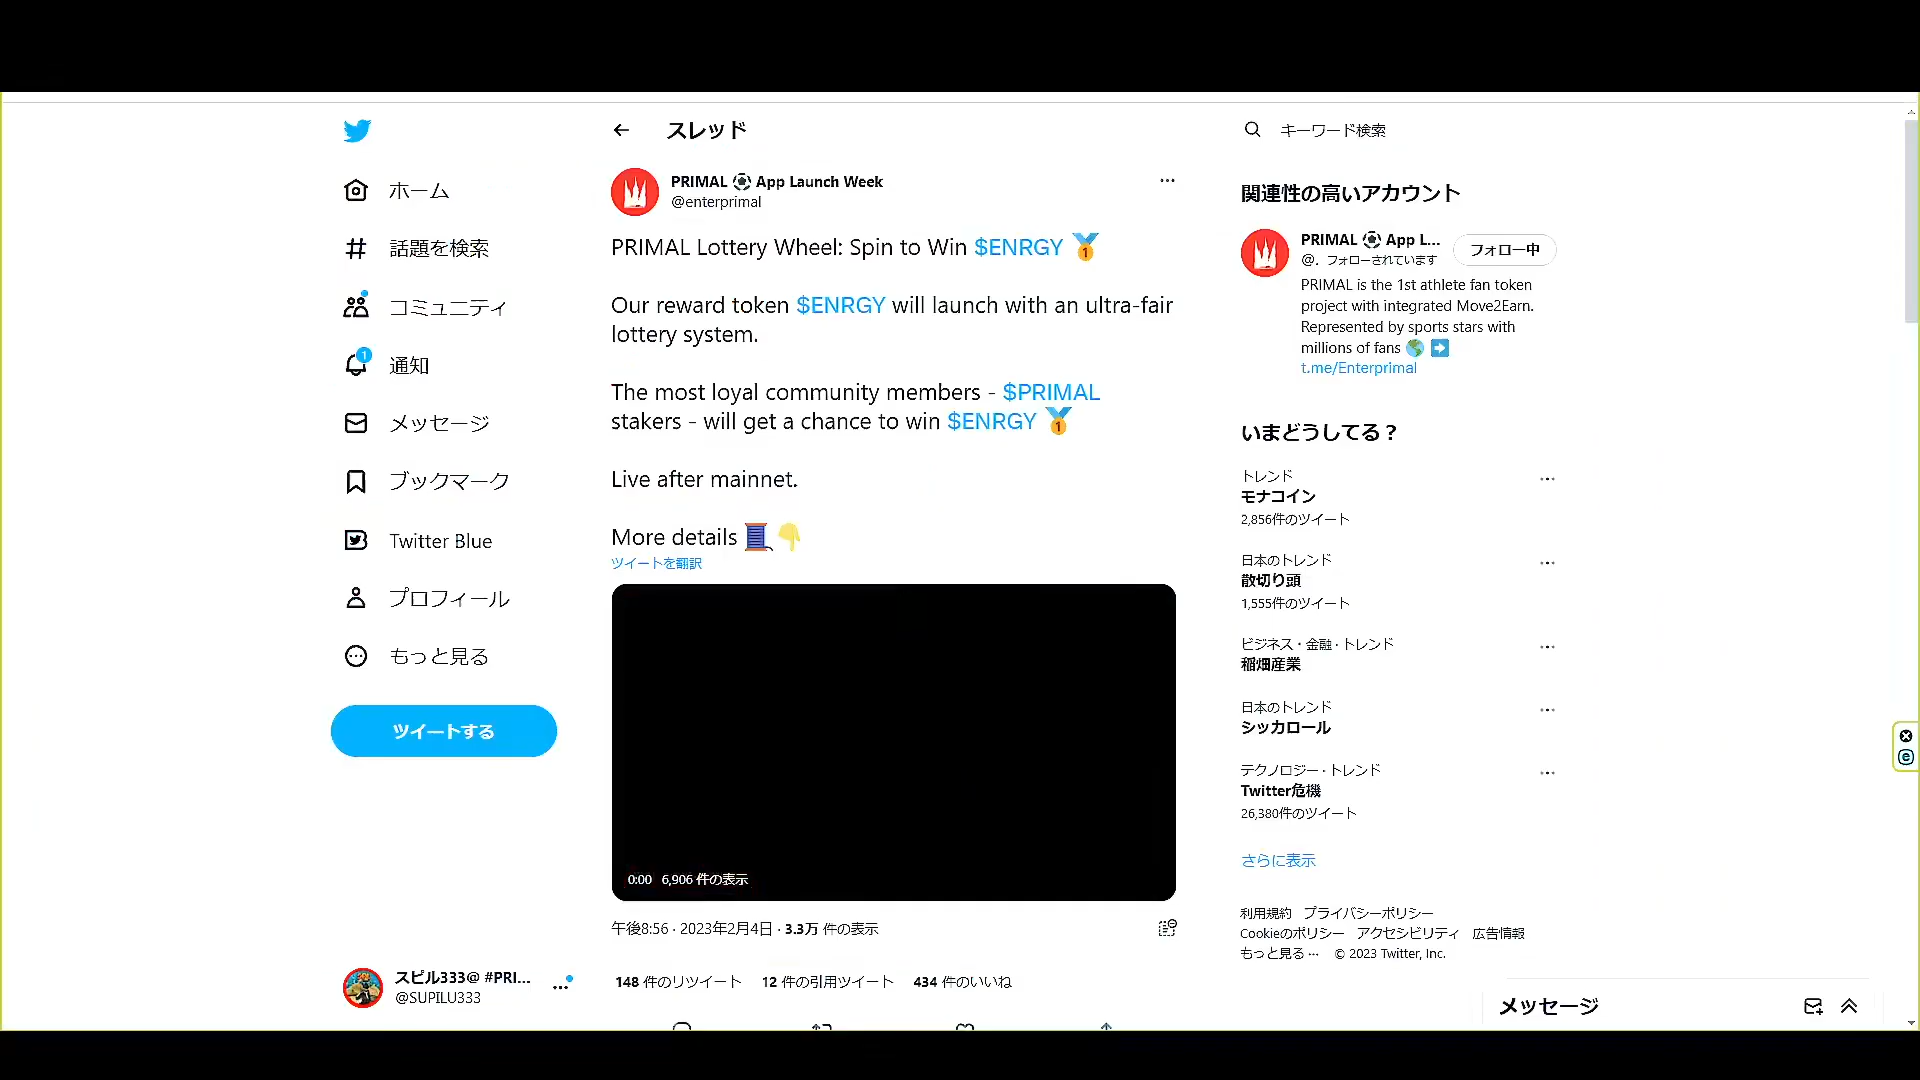 スレッド
キーワード検索
ホーム
話題を検索
コミュニティ
1
通知
メッセージ
ブックマーク
Twitter Blue
プロフィール
もっと見る
ツイートする
スピル333@ #PRI...
@SUPILU333
PRIMAL ⚽ App Launch Week
@enterprimal
PRIMAL Lottery Wheel: Spin to Win $ENRGY 🥇
Our reward token $ENRGY will launch with an ultra-fair
lottery system.
The most loyal community members - $PRIMAL
stakers - will get a chance to win $ENRGY 🥇
Live after mainnet.
More details 🧵👇
ツイートを翻訳
0:00 6,906 件の表示
午後8:56 · 2023年2月4日 · 3.3万 件の表示
148 件のリツイート 12 件の引用ツイート 434 件のいいね
関連性の高いアカウント
PRIMAL ⚽ App L...
フォロー中
@. フォローされています
PRIMAL is the 1st athlete fan token
project with integrated Move2Earn.
Represented by sports stars with
millions of fans 🌎 ➡️
t.me/Enterprimal
いまどうしてる？
トレンド
モナコイン
2,856件のツイート
日本のトレンド
散切り頭
1,555件のツイート
ビジネス・金融・トレンド
稲畑産業
日本のトレンド
シッカロール
テクノロジー・トレンド
Twitter危機
26,380件のツイート
さらに表示
利用規約 プライバシーポリシー
Cookieのポリシー アクセシビリティ 広告情報
もっと見る ··· © 2023 Twitter, Inc.
メッセージ